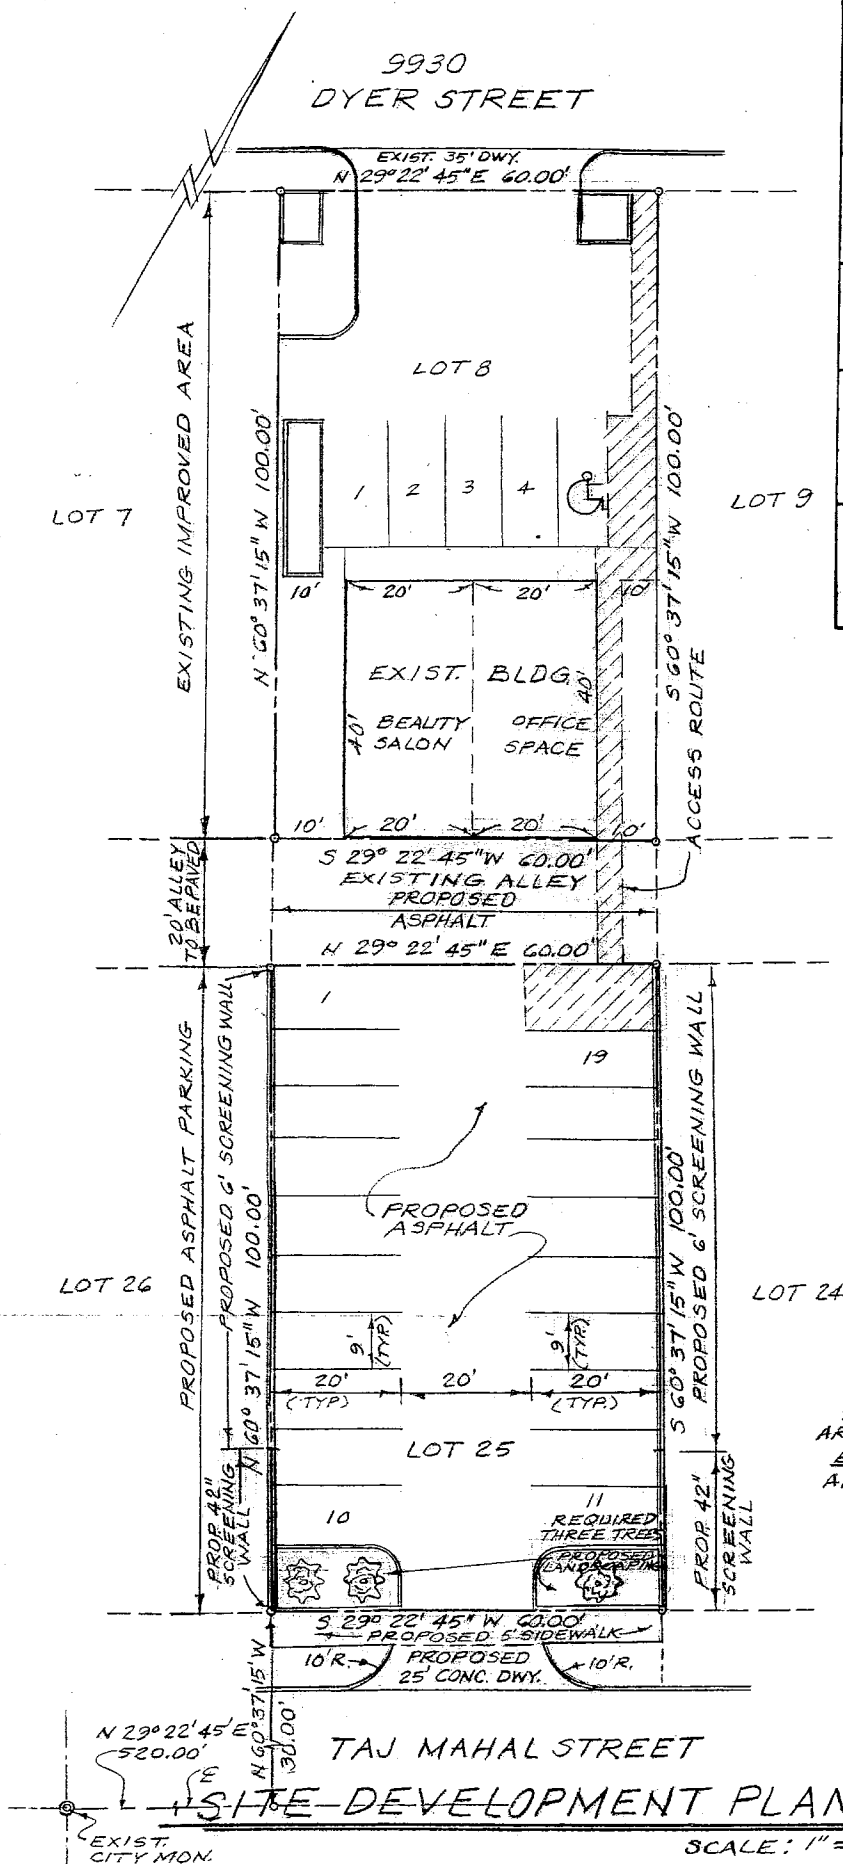 9930
DYER STREET
EXIST. 35' DWY.
N 29° 22' 45" E 60.00'
EXISTING IMPROVED AREA
N 60° 37' 15" W 100.00'
LOT 8
S 60° 37' 15" W 100.00'
LOT 7
LOT 9
1 2 3 4
10' 20' 20' 10'
EXIST. BLDG.
40'
40'
BEAUTY
SALON
OFFICE
SPACE
ACCESS ROUTE
10' 20' 20' 10'
20' ALLEY
TO BE PAVED
S 29° 22' 45" W 60.00'
EXISTING ALLEY
PROPOSED
ASPHALT
N 29° 22' 45" E 60.00'
1
19
PROPOSED ASPHALT PARKING
PROPOSED 6' SCREENING WALL
N 60° 37' 15" W 100.00'
PROPOSED
ASPHALT
S 60° 37' 15" W 100.00'
PROPOSED 6' SCREENING WALL
LOT 26
LOT 24
9'
(TYP.)
9'
(TYP.)
20'
(TYP.)
20'
20'
(TYP.)
LOT 25
10
11
REQUIRED
THREE TREES
PROPOSED
LANDSCAPING
PROP. 42"
SCREENING
WALL
PROP. 42"
SCREENING
WALL
S 29° 22' 45" W 60.00'
PROPOSED 5' SIDEWALK
10' R.
PROPOSED
25' CONC. DWY.
10' R.
N 60° 37' 15" W
30.00'
N 29° 22' 45' E
520.00'
TAJ MAHAL STREET
SITE DEVELOPMENT PLAN
EXIST.
CITY MON.
SCALE: 1"=